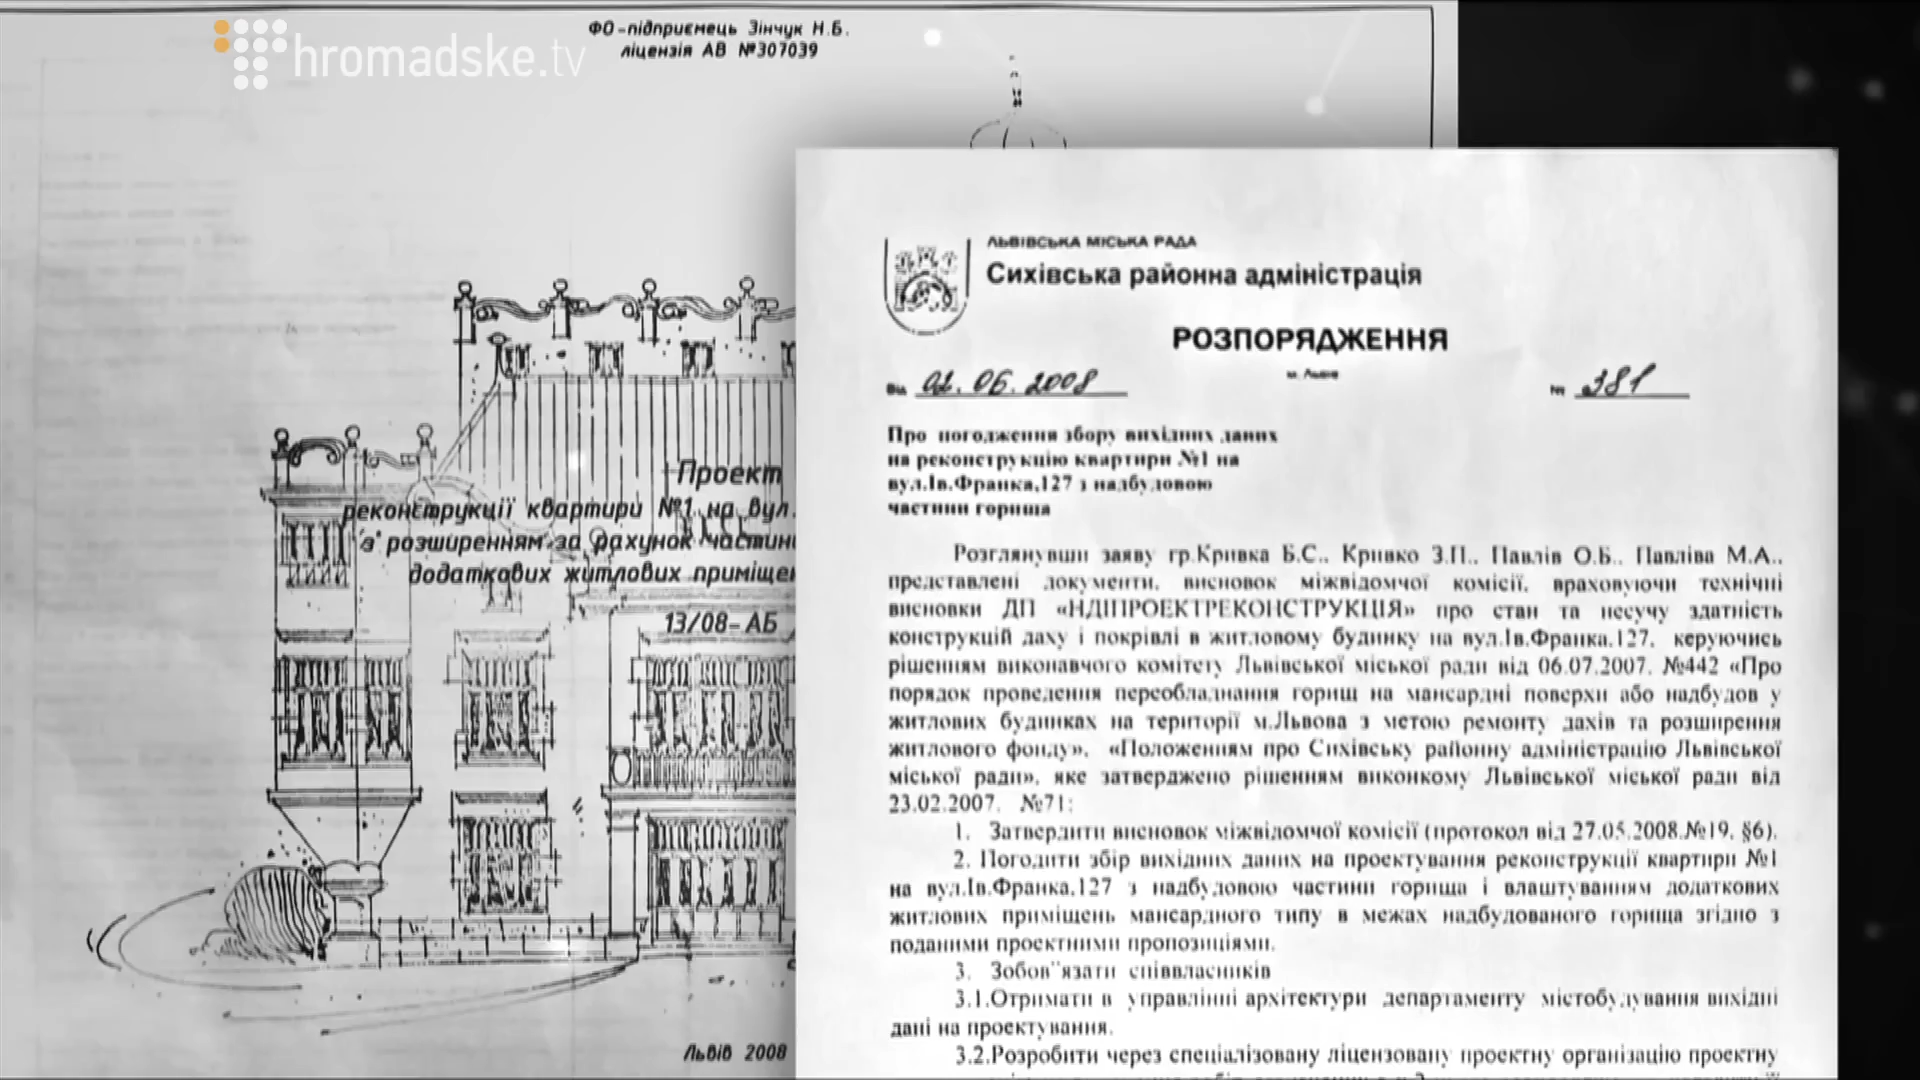 hromadske.tv
ФО-підприємець Зінчук Н.Б.
ліцензія АВ №307039
Проект
реконструкції квартири №1 на вул.
з розширенням за рахунок частини
додаткових житлових приміщен
13/08-АБ
Львів 2008
ЛЬВІВСЬКА МІСЬКА РАДА
Сихівська районна адміністрація
РОЗПОРЯДЖЕННЯ
м. Львів
Від 02.06.2008 № 381
Про погодження збору вихідних даних
на реконструкцію квартири №1 на
вул.Ів.Франка,127 з надбудовою
частини горища
Розглянувши заяву гр.Кривка Б.С., Кривко З.П., Павлів О.Б., Павліва М.А.,
представлені документи, висновок міжвідомчої комісії, враховуючи технічні
висновки ДП «НДІПРОЕКТРЕКОНСТРУКЦІЯ» про стан та несучу здатність
конструкцій даху і покрівлі в житловому будинку на вул.Ів.Франка,127, керуючись
рішенням виконавчого комітету Львівської міської ради від 06.07.2007. №442 «Про
порядок проведення переобладнання горищ на мансардні поверхи або надбудов у
житлових будинках на території м.Львова з метою ремонту дахів та розширення
житлового фонду», «Положенням про Сихівську районну адміністрацію Львівської
міської ради», яке затверджено рішенням виконкому Львівської міської ради від
23.02.2007. №71:
1. Затвердити висновок міжвідомчої комісії (протокол від 27.05.2008.№19, §6).
2. Погодити збір вихідних даних на проектування реконструкції квартири №1
на вул.Ів.Франка,127 з надбудовою частини горища і влаштуванням додаткових
житлових приміщень мансардного типу в межах надбудованого горища згідно з
поданими проектними пропозиціями.
3. Зобов"язати співвласників
3.1.Отримати в управлінні архітектури департаменту містобудування вихідні
дані на проектування.
3.2.Розробити через спеціалізовану ліцензовану проектну організацію проектну